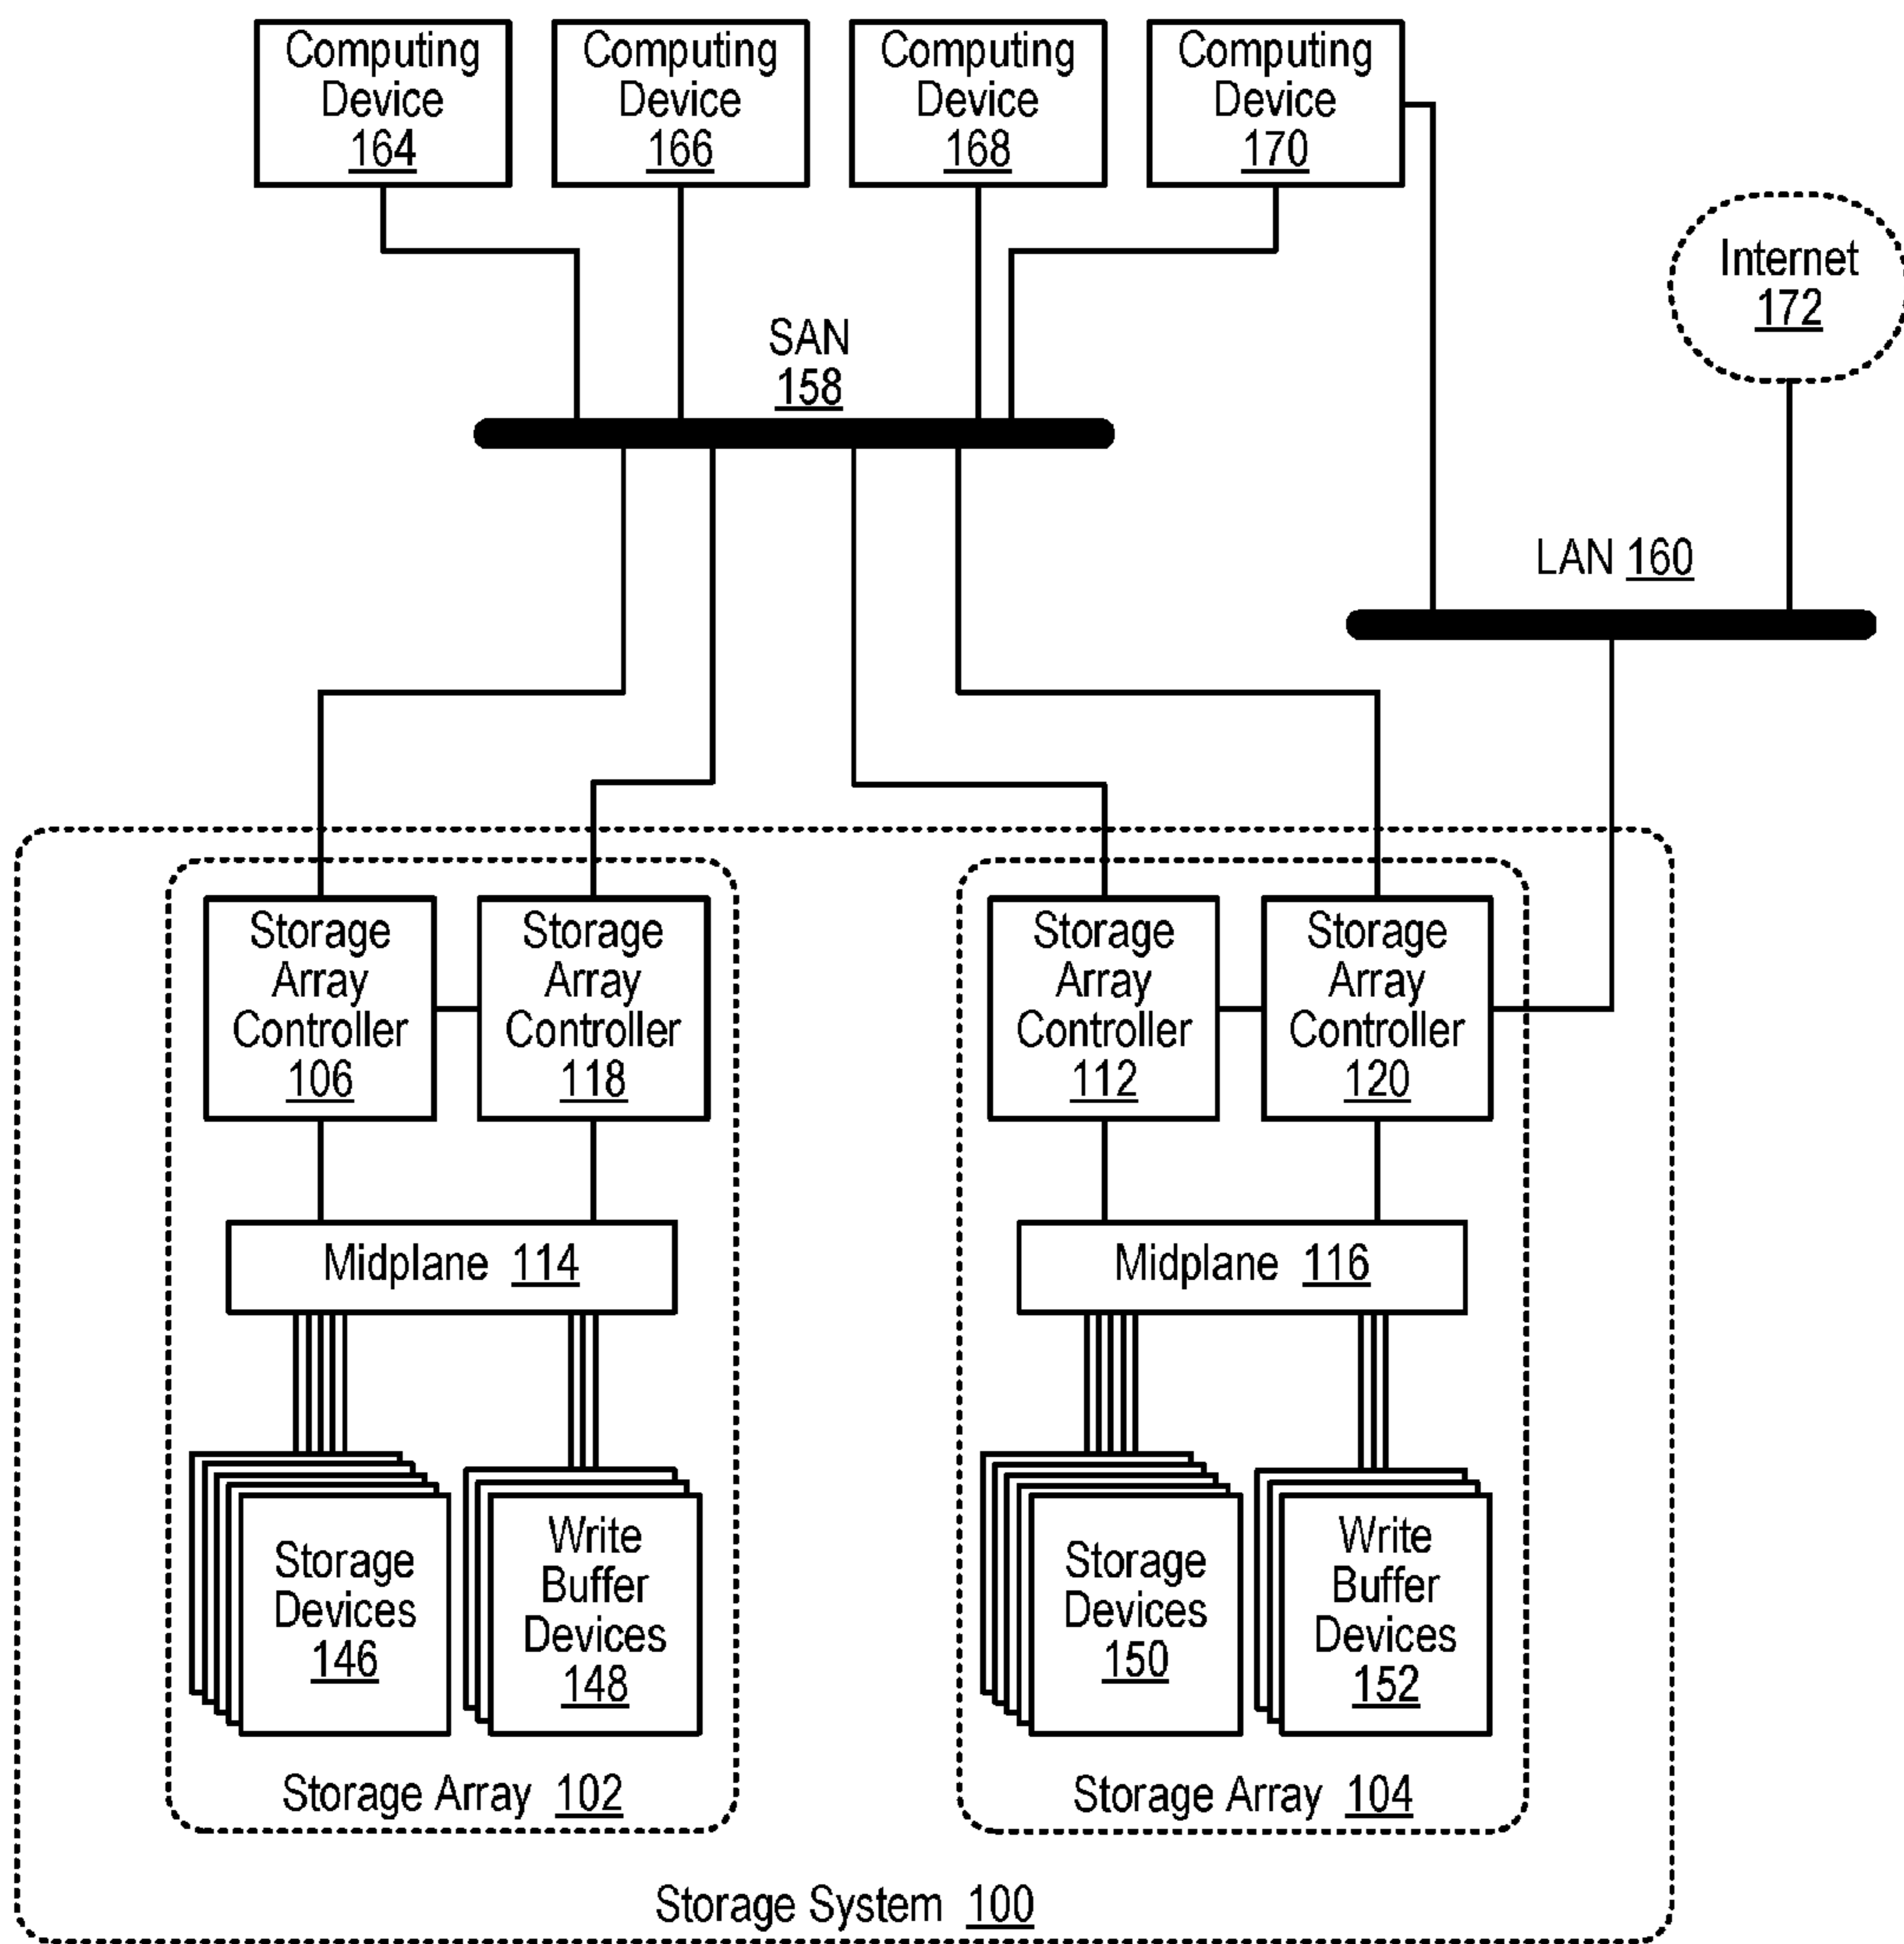 Computing
Device
164
Computing
Device
166
Computing
Device
168
Computing
Device
170
Internet
172
SAN
158
LAN 160
Storage
Array
Controller
106
Storage
Array
Controller
118
Storage
Array
Controller
112
Storage
Array
Controller
120
Midplane 114
Midplane 116
Storage
Devices
146
Write
Buffer
Devices
148
Storage
Devices
150
Write
Buffer
Devices
152
Storage Array 102
Storage Array 104
Storage System 100